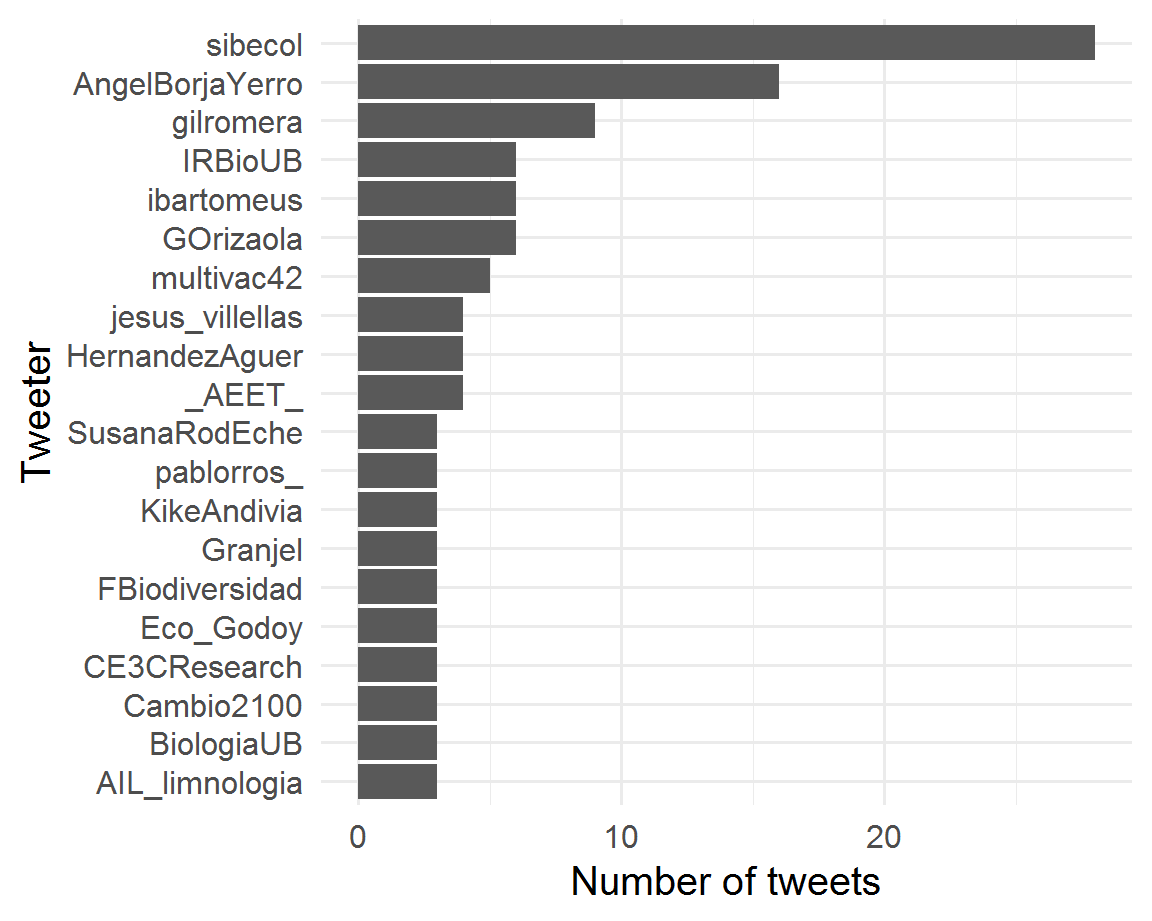 sibecol
AngelBorjaYerro
gilromera
IRBioUB
ibartomeus
GOrizaola
multivac42
jesus_villellas
HernandezAguer
_AEET_
SusanaRodEche
pablorros_
KikeAndivia
Granjel
FBiodiversidad
Eco_Godoy
CE3CResearch
Cambio2100
BiologiaUB
AIL_limnologia
Tweeter
0 10 20
Number of tweets